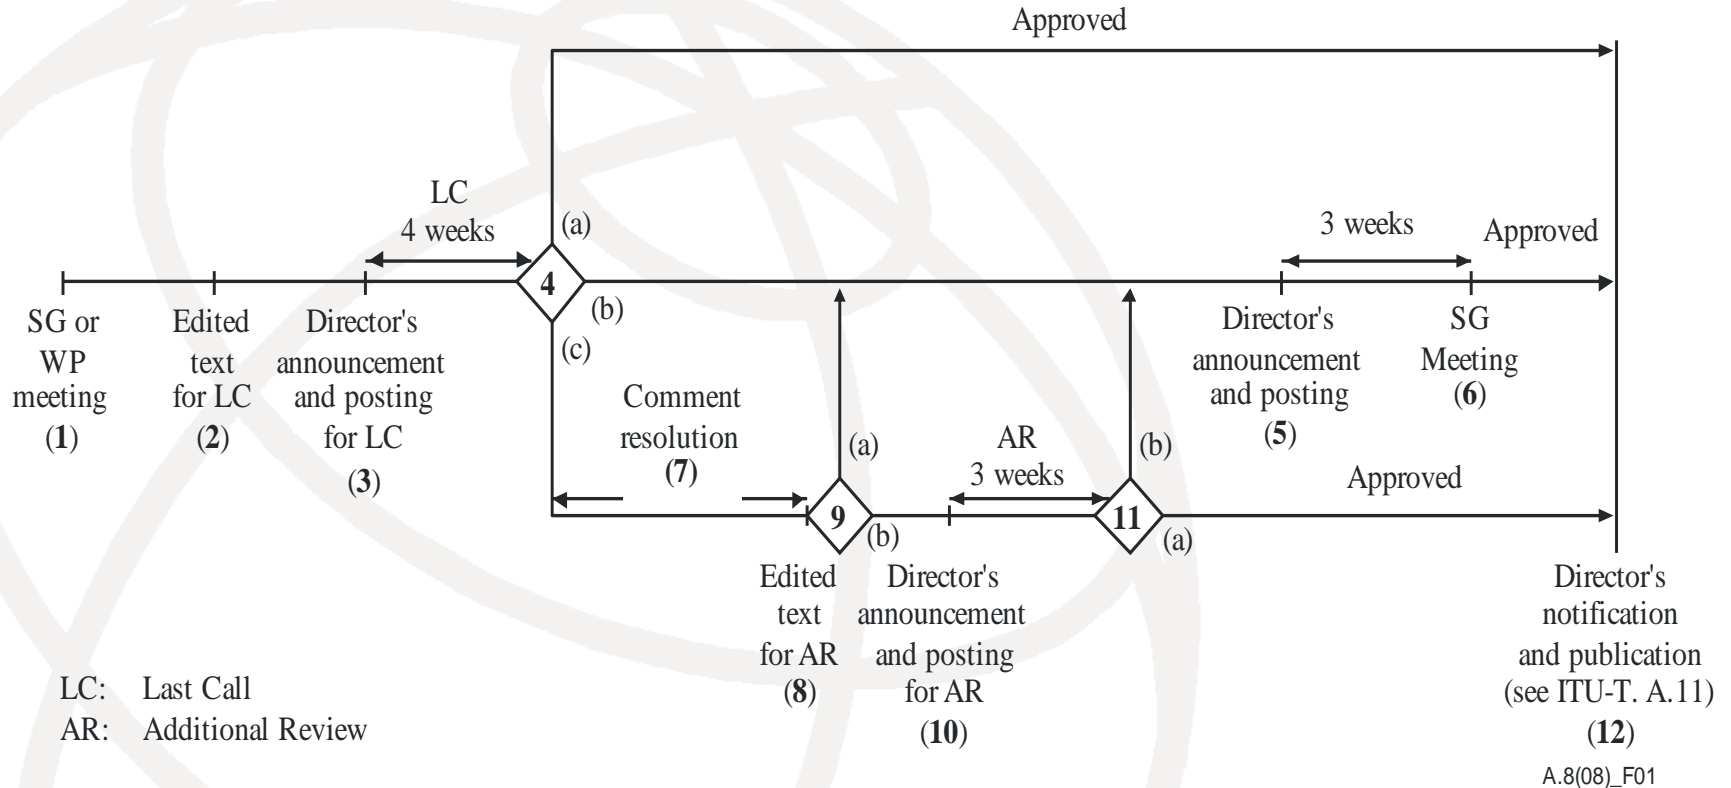 Approved
LC
4 weeks
(a)
4
(b)
(c)
3 weeks
Approved
SG or
WP
meeting
(1)
Edited
text
for LC
(2)
Director's
announcement
and posting
for LC
(3)
Comment
resolution
(7)
(a)
9
(b)
AR
3 weeks
(b)
11
(a)
Director's
announcement
and posting
(5)
SG
Meeting
(6)
Approved
Edited
text
for AR
(8)
Director's
announcement
and posting
for AR
(10)
Director's
notification
and publication
(see ITU-T. A.11)
(12)
LC: Last Call
AR: Additional Review
A.8(08)_F01